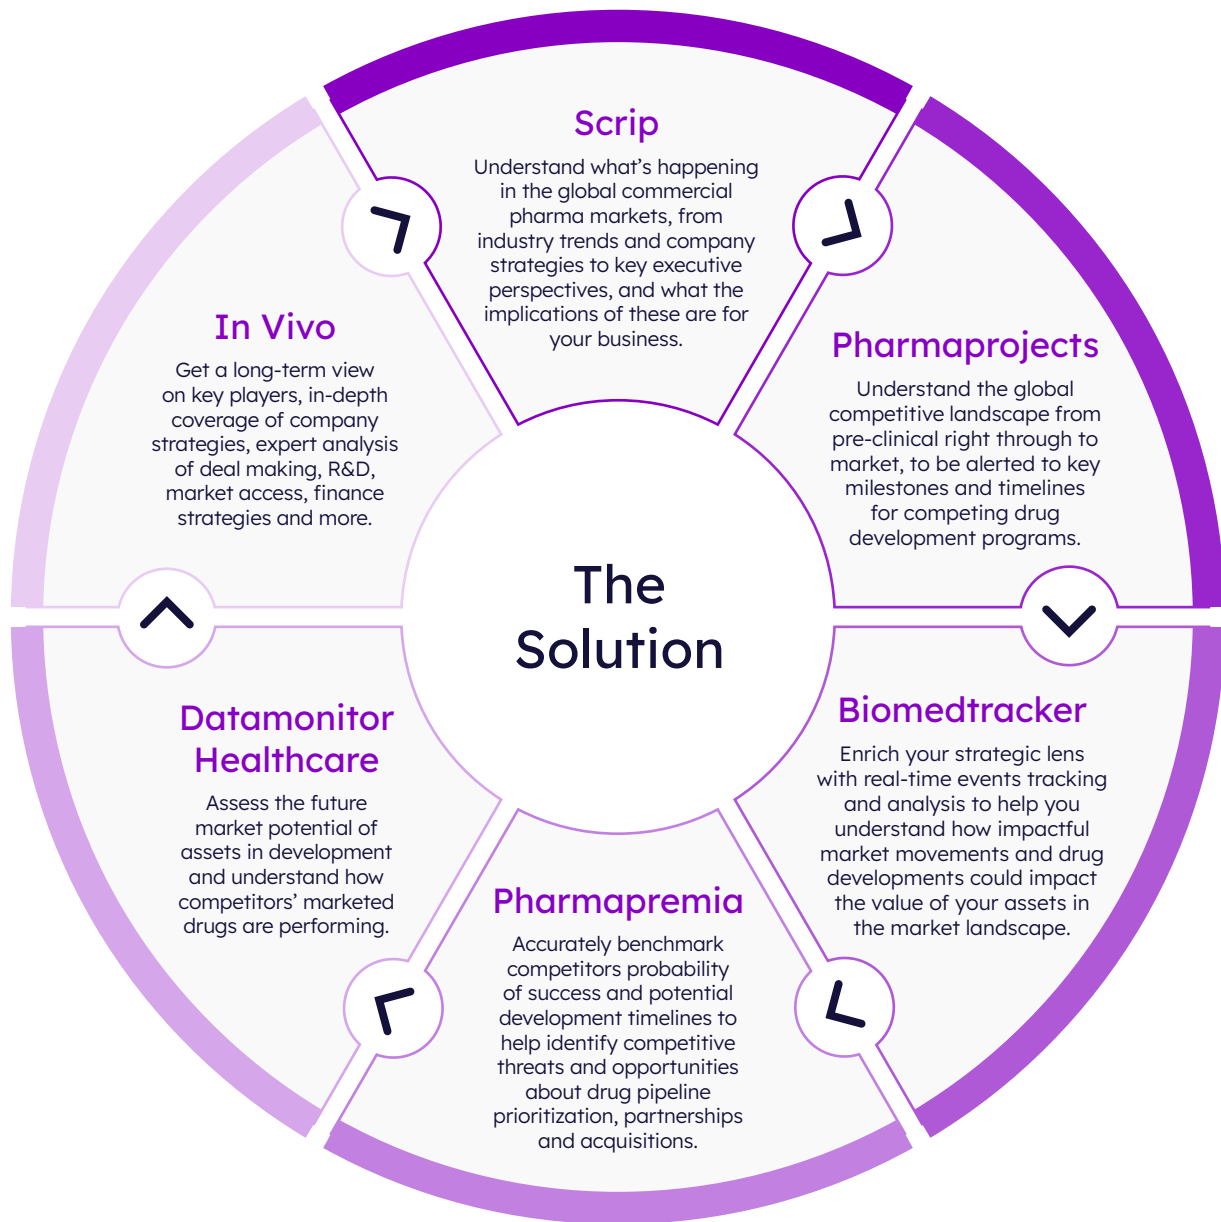 Scrip
Understand what’s happening
in the global commercial
pharma markets, from
industry trends and company
strategies to key executive
perspectives, and what the
implications of these are for
your business.
Pharmaprojects
Understand the global
competitive landscape from
pre-clinical right through to
market, to be alerted to key
milestones and timelines
for competing drug
development programs.
Biomedtracker
Enrich your strategic lens
with real-time events tracking
and analysis to help you
understand how impactful
market movements and drug
developments could impact
the value of your assets in
the market landscape.
Pharmapremia
Accurately benchmark
competitors probability
of success and potential
development timelines to
help identify competitive
threats and opportunities
about drug pipeline
prioritization, partnerships
and acquisitions.
Datamonitor
Healthcare
Assess the future
market potential of
assets in development
and understand how
competitors’ marketed
drugs are performing.
In Vivo
Get a long-term view
on key players, in-depth
coverage of company
strategies, expert analysis
of deal making, R&D,
market access, finance
strategies and more.
The
Solution